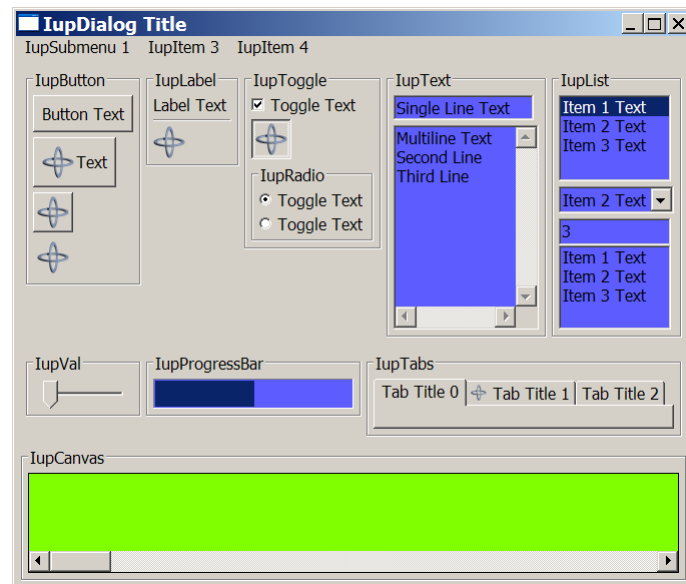 IupDialog Title
IupSubmenu 1 IupItem 3 IupItem 4
IupButton
Button Text
Text
IupLabel
Label Text
IupToggle
Toggle Text
IupRadio
Toggle Text
Toggle Text
IupText
Single Line Text
Multiline Text
Second Line
Third Line
IupList
Item 1 Text
Item 2 Text
Item 3 Text
Item 2 Text
3
Item 1 Text
Item 2 Text
Item 3 Text
IupVal
IupProgressBar
IupTabs
Tab Title 0 Tab Title 1 Tab Title 2
IupCanvas